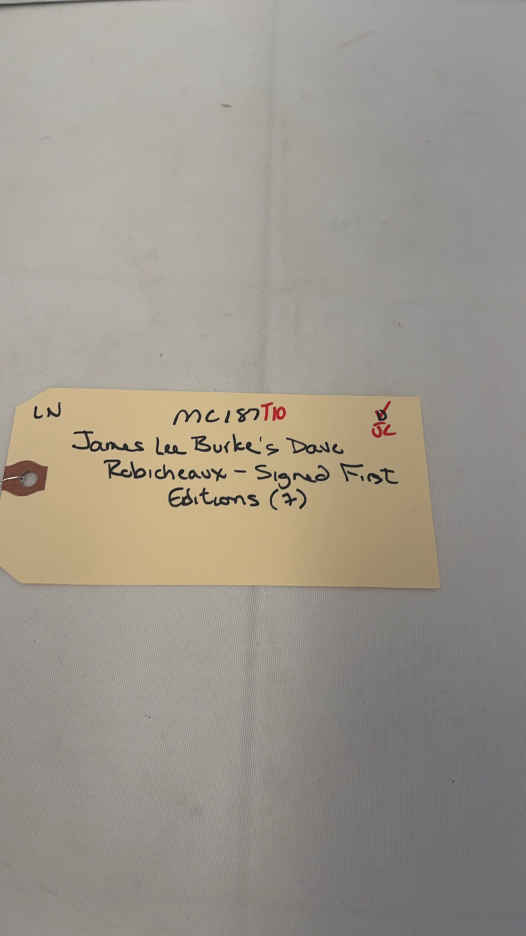 LN MC187T10 D
JC
James Lee Burke's Dave
Robicheaux - Signed First
Editions (7)